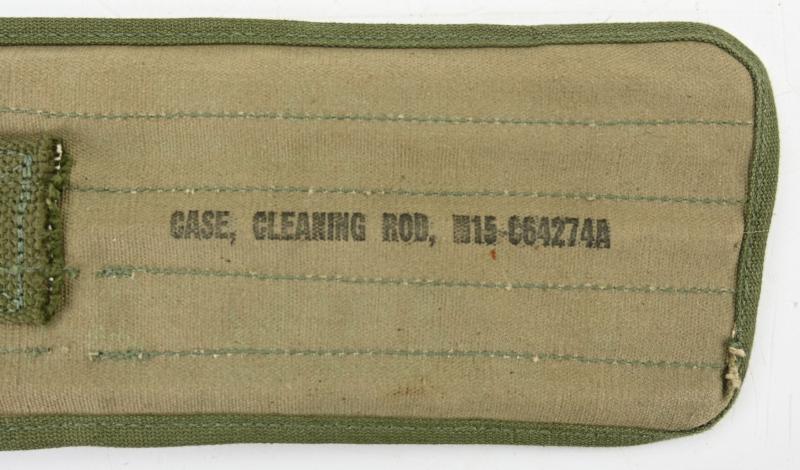 CASE, CLEANING ROD, M15-C64274A